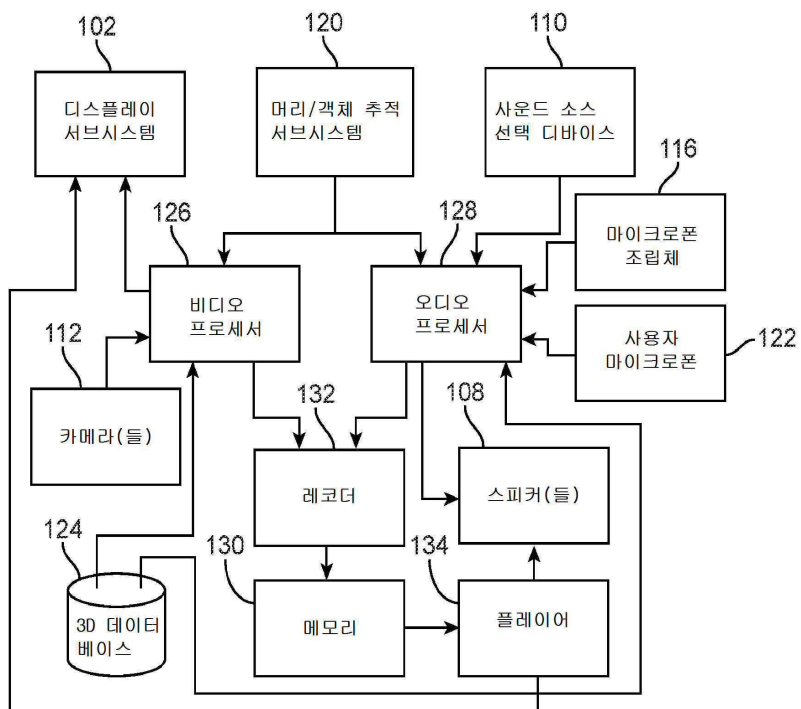 102
120
110
디스플레이
서브시스템
머리/객체 추적
서브시스템
사운드 소스
선택 디바이스
116
마이크로폰
조립체
126
128
비디오
프로세서
오디오
프로세서
사용자
마이크로폰
122
112
카메라(들)
132
108
레코더
스피커(들)
124
3D 데이터
베이스
130
134
메모리
플레이어